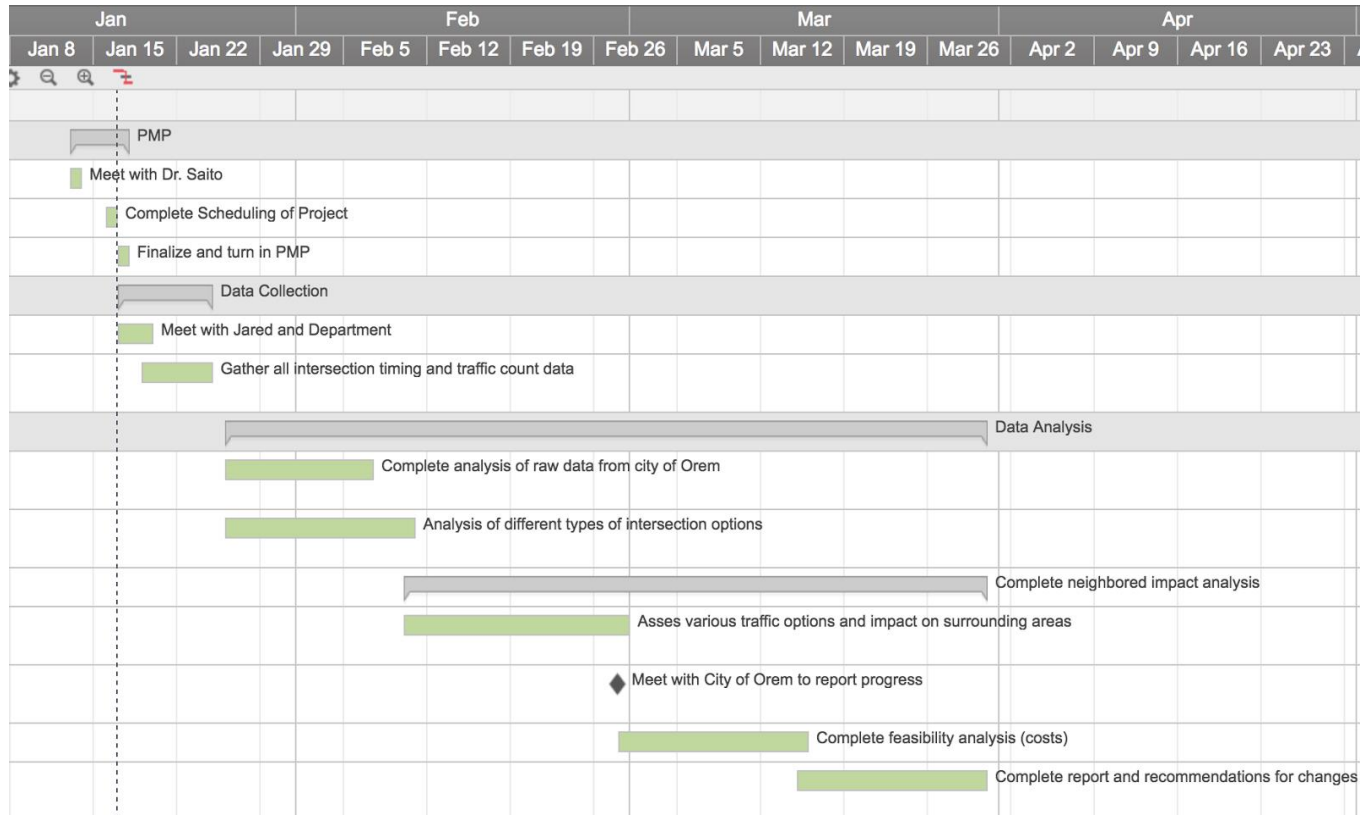 Jan Feb Mar Apr
Jan 8 Jan 15 Jan 22 Jan 29 Feb 5 Feb 12 Feb 19 Feb 26 Mar 5 Mar 12 Mar 19 Mar 26 Apr 2 Apr 9 Apr 16 Apr 23
PMP
Meet with Dr. Saito
Complete Scheduling of Project
Finalize and turn in PMP
Data Collection
Meet with Jared and Department
Gather all intersection timing and traffic count data
Data Analysis
Complete analysis of raw data from city of Orem
Analysis of different types of intersection options
Complete neighbored impact analysis
Asses various traffic options and impact on surrounding areas
Meet with City of Orem to report progress
Complete feasibility analysis (costs)
Complete report and recommendations for changes